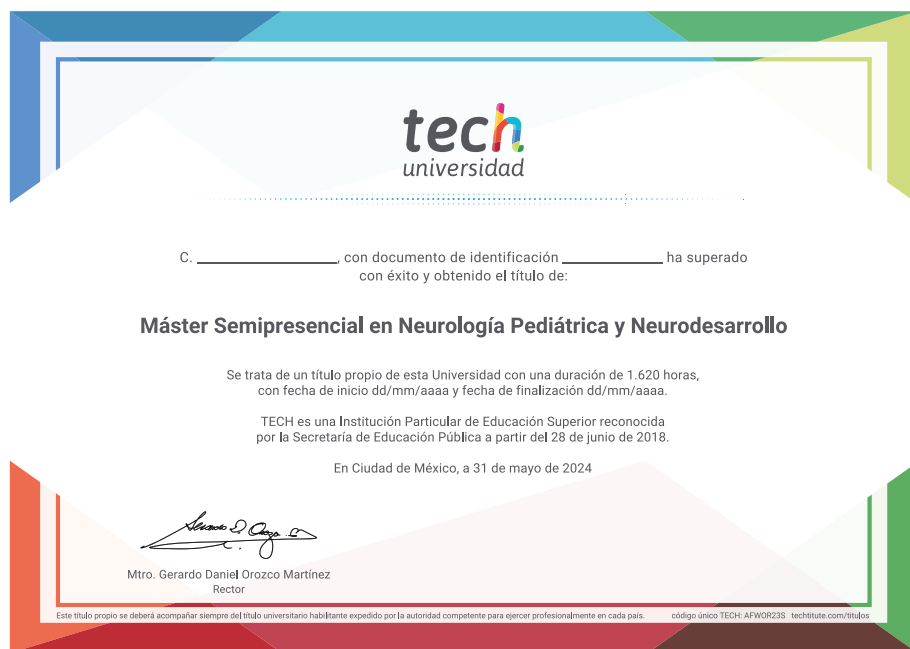 tech
universidad
C. ____________, con documento de identificación ____________ ha superado
con éxito y obtenido el título de:
Máster Semipresencial en Neurología Pediátrica y Neurodesarrollo
Se trata de un título propio de esta Universidad con una duración de 1.620 horas,
con fecha de inicio dd/mm/aaaa y fecha de finalización dd/mm/aaaa.
TECH es una Institución Particular de Educación Superior reconocida
por la Secretaría de Educación Pública a partir del 28 de junio de 2018.
En Ciudad de México, a 31 de mayo de 2024
Mtro. Gerardo Daniel Orozco Martínez
Rector
Este título propio se deberá acompañar siempre del título universitario habilitante expedido por la autoridad competente para ejercer profesionalmente en cada país. código único TECH: AFWOR23S techtitute.com/titulos